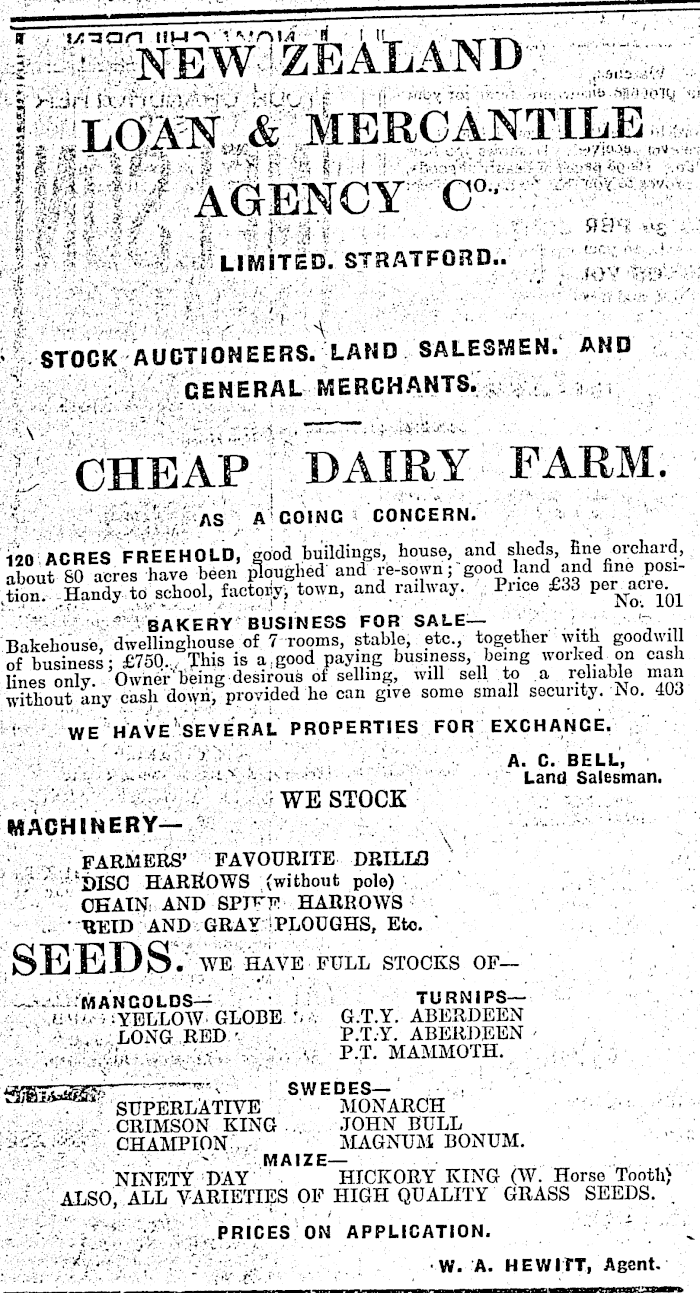 NEW ZEALAND
LOAN & MERCANTILE
AGENCY Co.,
LIMITED. STRATFORD..
STOCK AUCTIONEERS. LAND SALESMEN. AND
GENERAL MERCHANTS.
CHEAP DAIRY FARM.
AS A GOING CONCERN.
120 ACRES FREEHOLD, good buildings, house, and sheds, fine orchard,
about 80 acres have been ploughed and re-sown; good land and fine posi-
tion. Handy to school, factory, town, and railway. Price £33 per acre.
No. 101
BAKERY BUSINESS FOR SALE—
Bakehouse, dwellinghouse of 7 rooms, stable, etc., together with goodwill
of business; £750. This is a good paying business, being worked on cash
lines only. Owner being desirous of selling, will sell to a reliable man
without any cash down, provided he can give some small security. No. 403
WE HAVE SEVERAL PROPERTIES FOR EXCHANGE.
A. C. BELL,
Land Salesman.
WE STOCK
MACHINERY—
FARMERS' FAVOURITE DRILLS
DISC HARROWS (without pole)
CHAIN AND HARROWS
REID AND GRAY PLOUGHS, Etc.
SEEDS. WE HAVE FULL STOCKS OF—
MANGOLDS— TURNIPS—
YELLOW GLOBE G.T.Y. ABERDEEN
LONG RED P.T.Y. ABERDEEN
P.T. MAMMOTH.
SWEDES—
SUPERLATIVE MONARCH
CRIMSON KING JOHN BULL
CHAMPION MAGNUM BONUM.
MAIZE—
NINETY DAY HICKORY KING (W. Horse Tooth)
ALSO, ALL VARIETIES OF HIGH QUALITY GRASS SEEDS.
PRICES ON APPLICATION.
W. A. HEWITT, Agent.